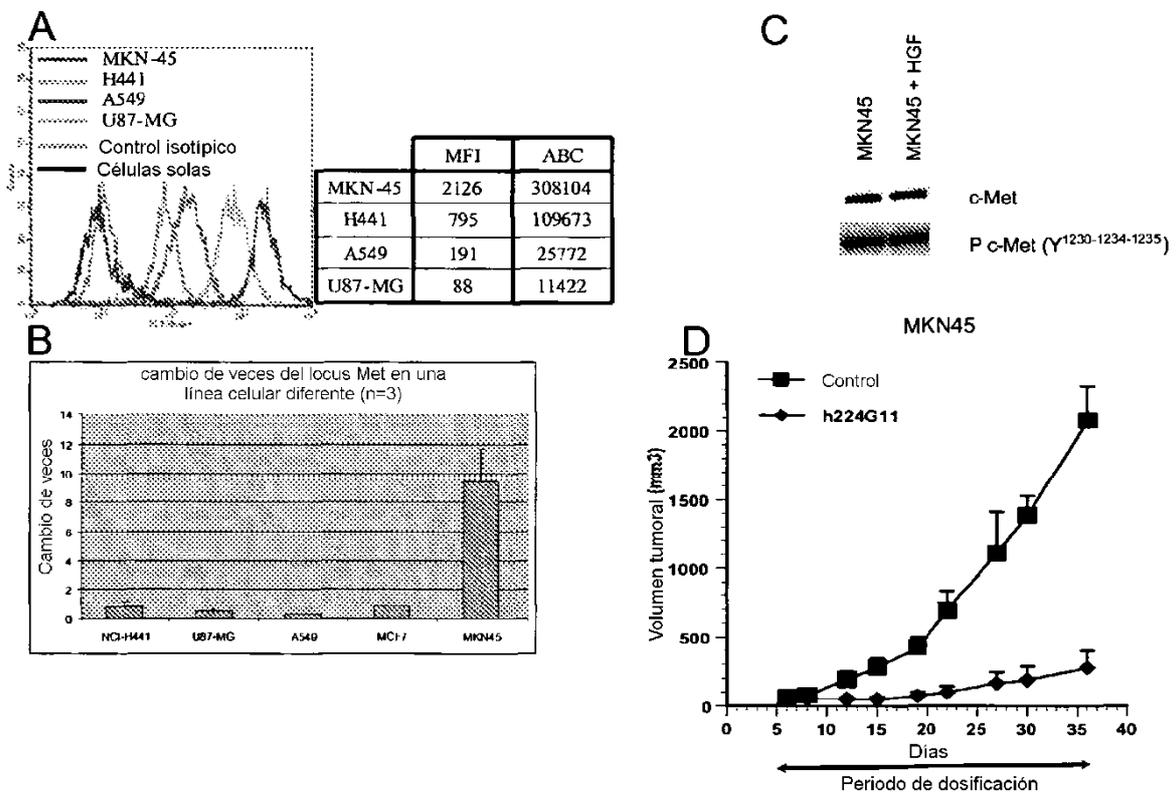 A
MKN-45
H441
A549
U87-MG
Control isotípico
Células solas
MFI ABC
MKN-45 2126 308104
H441 795 109673
A549 191 25772
U87-MG 88 11422
B
cambio de veces del locus Met en una
línea celular diferente (n=3)
Cambio de veces
14
12
10
8
6
4
2
0
NCI-H441 U87-MG A549 MCF7 MKN45
C
MKN45
MKN45 + HGF
c-Met
P c-Met (Y1230-1234-1235)
D
MKN45
Control
h224G11
Volumen tumoral (mm3)
2500
2000
1500
1000
500
0
0 5 10 15 20 25 30 35 40
Días
Periodo de dosificación